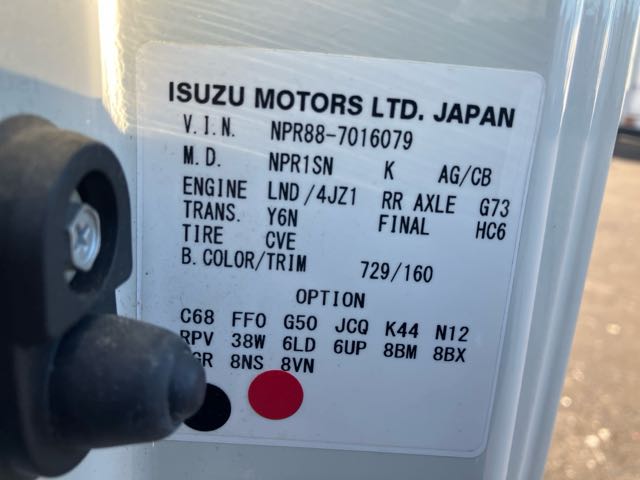 ISUZU MOTORS LTD. JAPAN
V.I.N. NPR88-7016079
M.D. NPR1SN K AG/CB
ENGINE LND/4JZ1 RR AXLE G73
TRANS. Y6N FINAL HC6
TIRE CVE
B.COLOR/TRIM 729/160
OPTION
C68 FF0 G50 JCQ K44 N12
RPV 38W 6LD 6UP 8BM 8BX
8NS 8VN